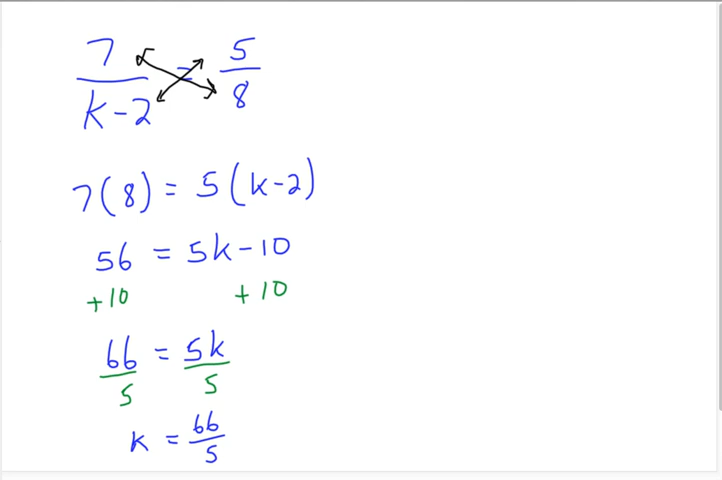 7/(k-2) = 5/8
7(8) = 5(k-2)
56 = 5k-10
+10 +10
66/5 = 5k/5
k = 66/5